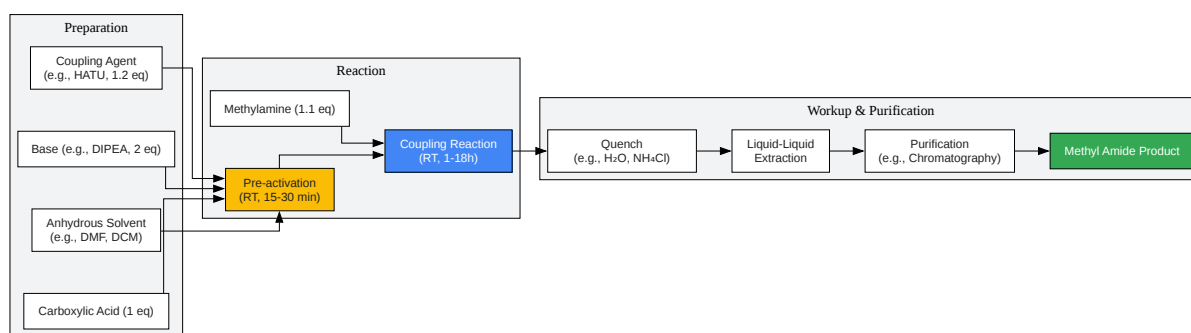 Preparation
Coupling Agent
(e.g., HATU, 1.2 eq)
Base (e.g., DIPEA, 2 eq)
Anhydrous Solvent
(e.g., DMF, DCM)
Carboxylic Acid (1 eq)
Reaction
Methylamine (1.1 eq)
Pre-activation
(RT, 15-30 min)
Coupling Reaction
(RT, 1-18h)
Workup & Purification
Quench
(e.g., H₂O, NH₄Cl)
Liquid-Liquid
Extraction
Purification
(e.g., Chromatography)
Methyl Amide Product